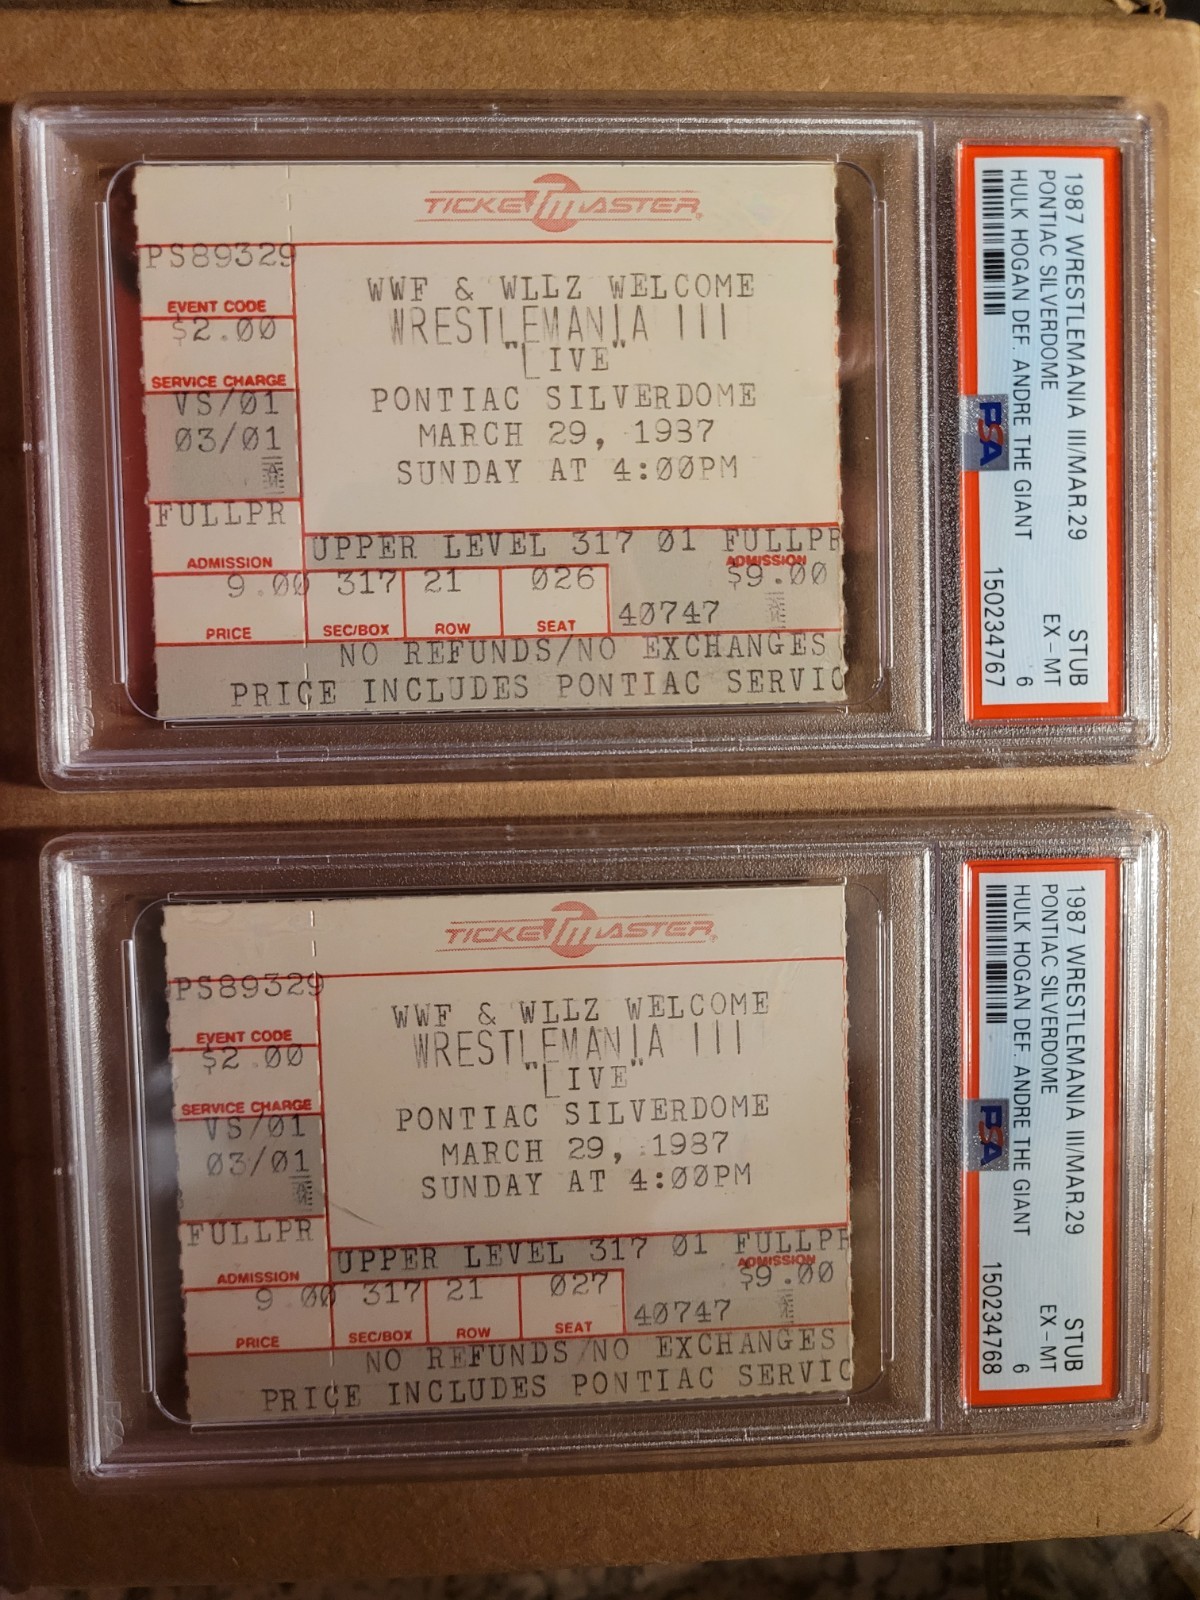 TICKETMASTER
PS89329
EVENT CODE
$2.00
SERVICE CHARGE
VS/01
03/01
FULLPR
ADMISSION
9.00
PRICE
WWF & WLLZ WELCOME
WRESTLEMANIA III
"LIVE"
PONTIAC SILVERDOME
MARCH 29, 1987
SUNDAY AT 4:00PM
UPPER LEVEL 317 01 FULLPR
ADMISSION
317 21 026 $9.00
SEC/BOX ROW SEAT 40747
NO REFUNDS/NO EXCHANGES
PRICE INCLUDES PONTIAC SERVIC
1987 WRESTLEMANIA III/MAR.29 STUB
PONTIAC SILVERDOME EX-MT
HULK HOGAN DEF. ANDRE THE GIANT 6
PSA 150234767
TICKETMASTER
PS89329
EVENT CODE
$2.00
SERVICE CHARGE
VS/01
03/01
FULLPR
ADMISSION
9.00
PRICE
WWF & WLLZ WELCOME
WRESTLEMANIA III
"LIVE"
PONTIAC SILVERDOME
MARCH 29, 1987
SUNDAY AT 4:00PM
UPPER LEVEL 317 01 FULLPR
ADMISSION
317 21 027 $9.00
SEC/BOX ROW SEAT 40747
NO REFUNDS/NO EXCHANGES
PRICE INCLUDES PONTIAC SERVIC
1987 WRESTLEMANIA III/MAR.29 STUB
PONTIAC SILVERDOME EX-MT
HULK HOGAN DEF. ANDRE THE GIANT 6
PSA 150234768